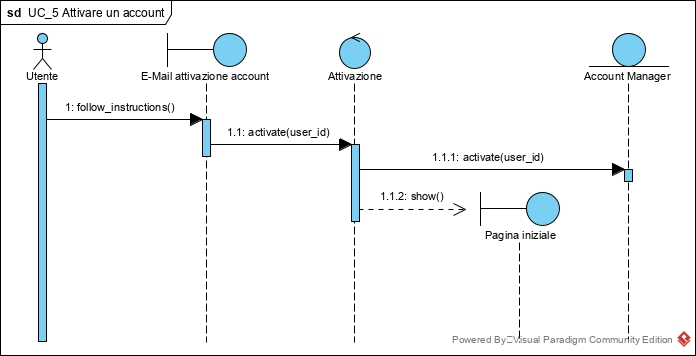 sd UC_5 Attivare un account
Utente
E-Mail attivazione account
Attivazione
Account Manager
1: follow_instructions()
1.1: activate(user_id)
1.1.1: activate(user_id)
1.1.2: show()
Pagina iniziale
Powered By Visual Paradigm Community Edition